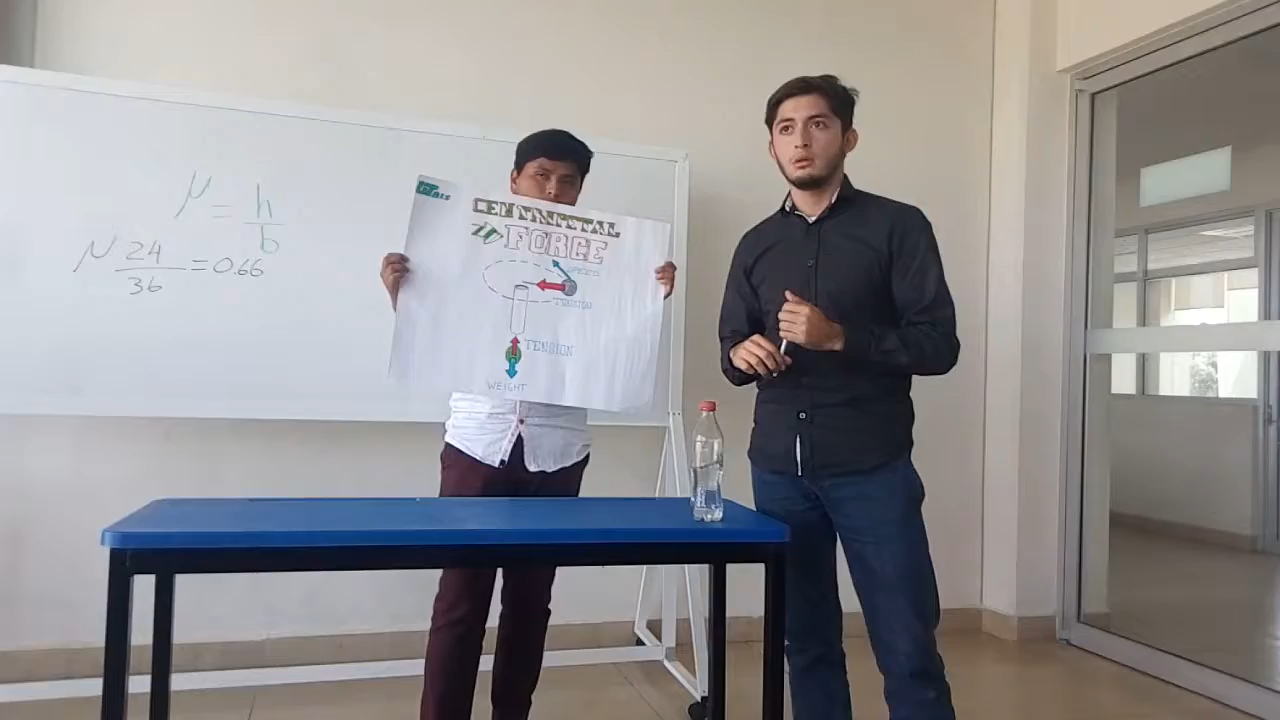 μ = h
b
μ 24 = 0.66
36
CENTRIPETAL
FORCE
TENSION
TENSION
WEIGHT